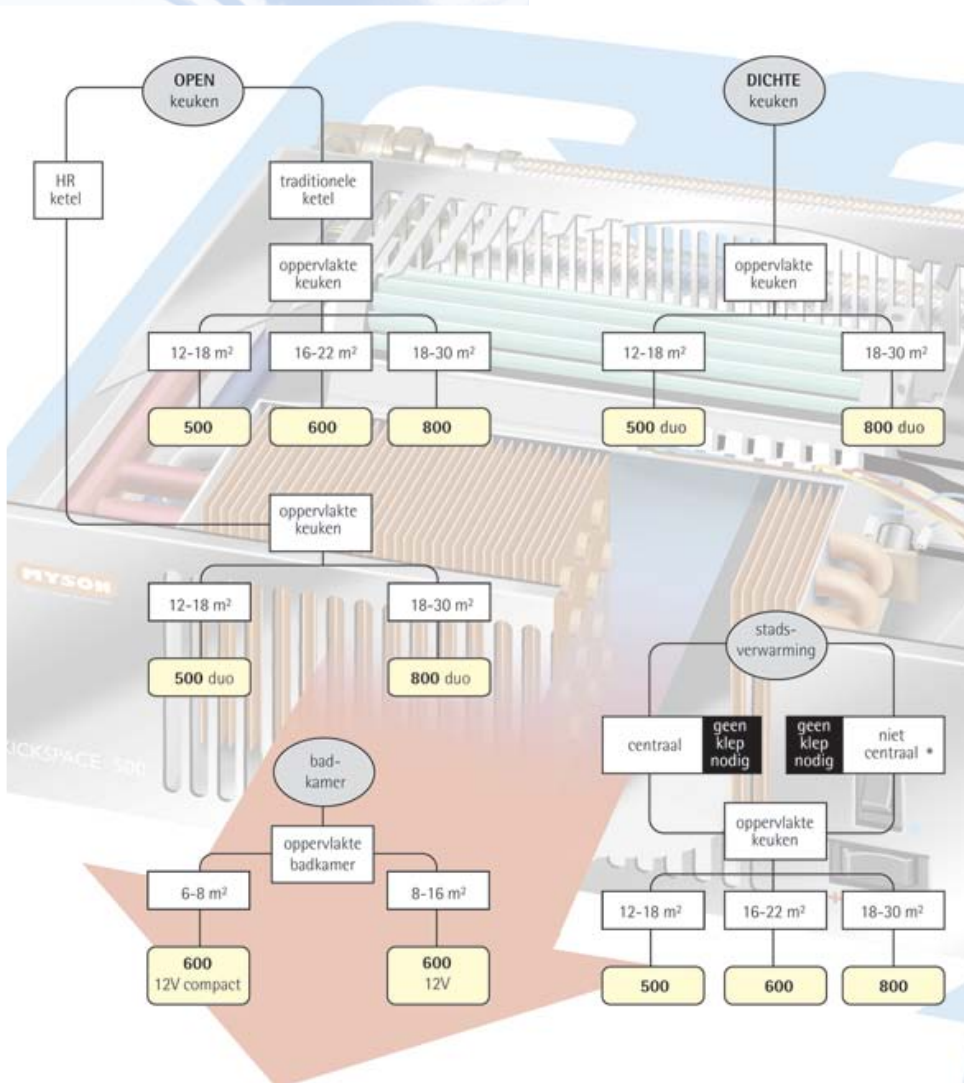 OPEN
keuken
DICHTE
keuken
HR
ketel
traditionele
ketel
oppervlakte
keuken
oppervlakte
keuken
12-18 m²
16-22 m²
18-30 m²
12-18 m²
18-30 m²
500
600
800
500 duo
800 duo
oppervlakte
keuken
MYSON
12-18 m²
18-30 m²
500 duo
800 duo
stads-
verwarming
centraal
geen
klep
nodig
geen
klep
nodig
niet
centraal *
KICKSPACE 500
bad-
kamer
oppervlakte
badkamer
oppervlakte
keuken
6-8 m²
8-16 m²
12-18 m²
16-22 m²
18-30 m²
600
12V compact
600
12V
500
600
800